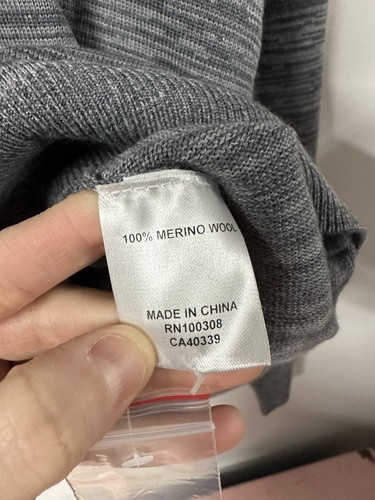 100% MERINO WOOL
MADE IN CHINA
RN100308
CA40339